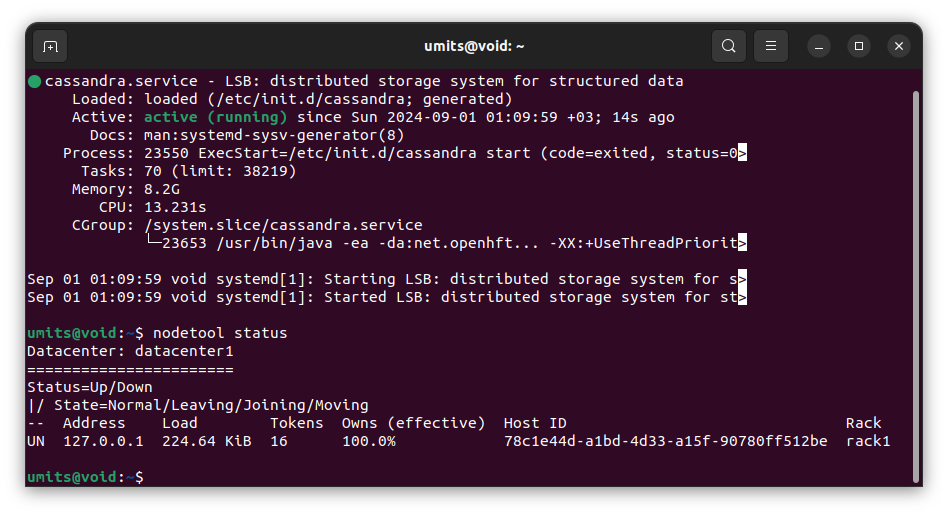 umits@void: ~
cassandra.service - LSB: distributed storage system for structured data
Loaded: loaded (/etc/init.d/cassandra; generated)
Active: active (running) since Sun 2024-09-01 01:09:59 +03; 14s ago
Docs: man:systemd-sysv-generator(8)
Process: 23550 ExecStart=/etc/init.d/cassandra start (code=exited, status=0>
Tasks: 70 (limit: 38219)
Memory: 8.2G
CPU: 13.231s
CGroup: /system.slice/cassandra.service
└─23653 /usr/bin/java -ea -da:net.openhft... -XX:+UseThreadPriorit>
Sep 01 01:09:59 void systemd[1]: Starting LSB: distributed storage system for s>
Sep 01 01:09:59 void systemd[1]: Started LSB: distributed storage system for st>
umits@void:~$ nodetool status
Datacenter: datacenter1
=======================
Status=Up/Down
|/ State=Normal/Leaving/Joining/Moving
--  Address    Load        Tokens  Owns (effective)  Host ID                               Rack
UN  127.0.0.1  224.64 KiB  16      100.0%            78c1e44d-a1bd-4d33-a15f-90780ff512be  rack1
umits@void:~$